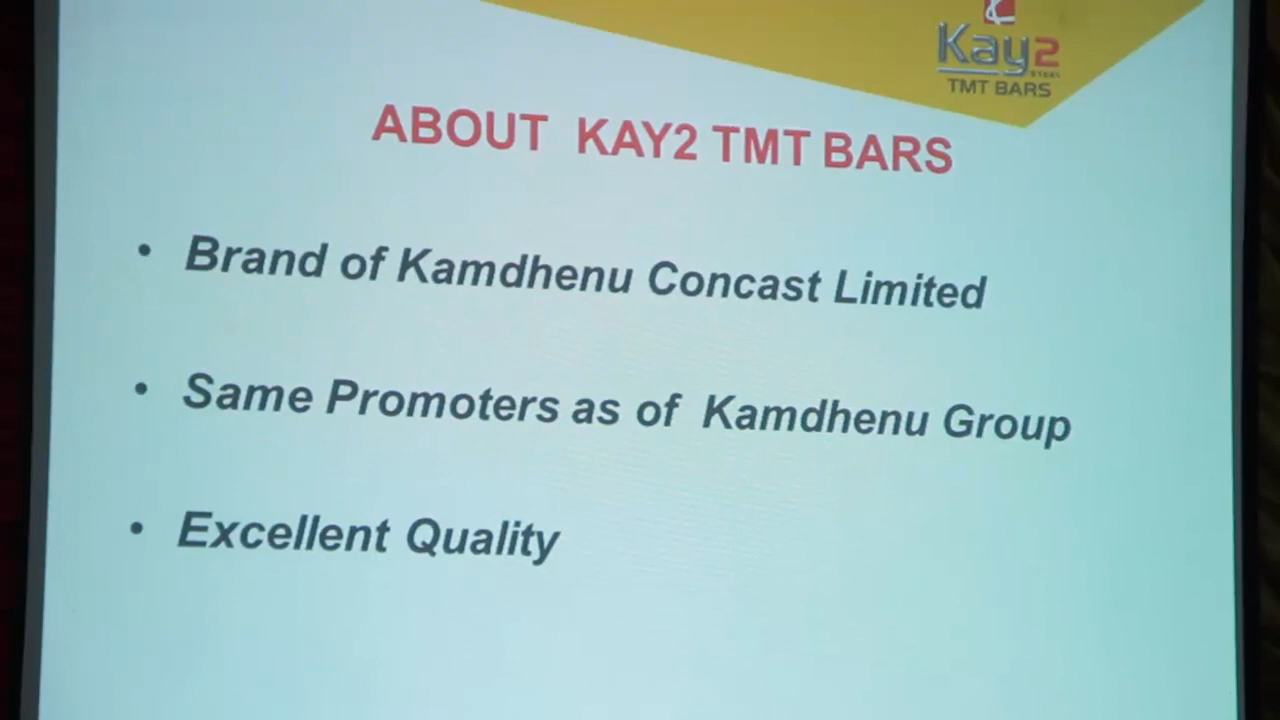 Kay2
STEEL
TMT BARS
ABOUT KAY2 TMT BARS
• Brand of Kamdhenu Concast Limited
• Same Promoters as of Kamdhenu Group
• Excellent Quality